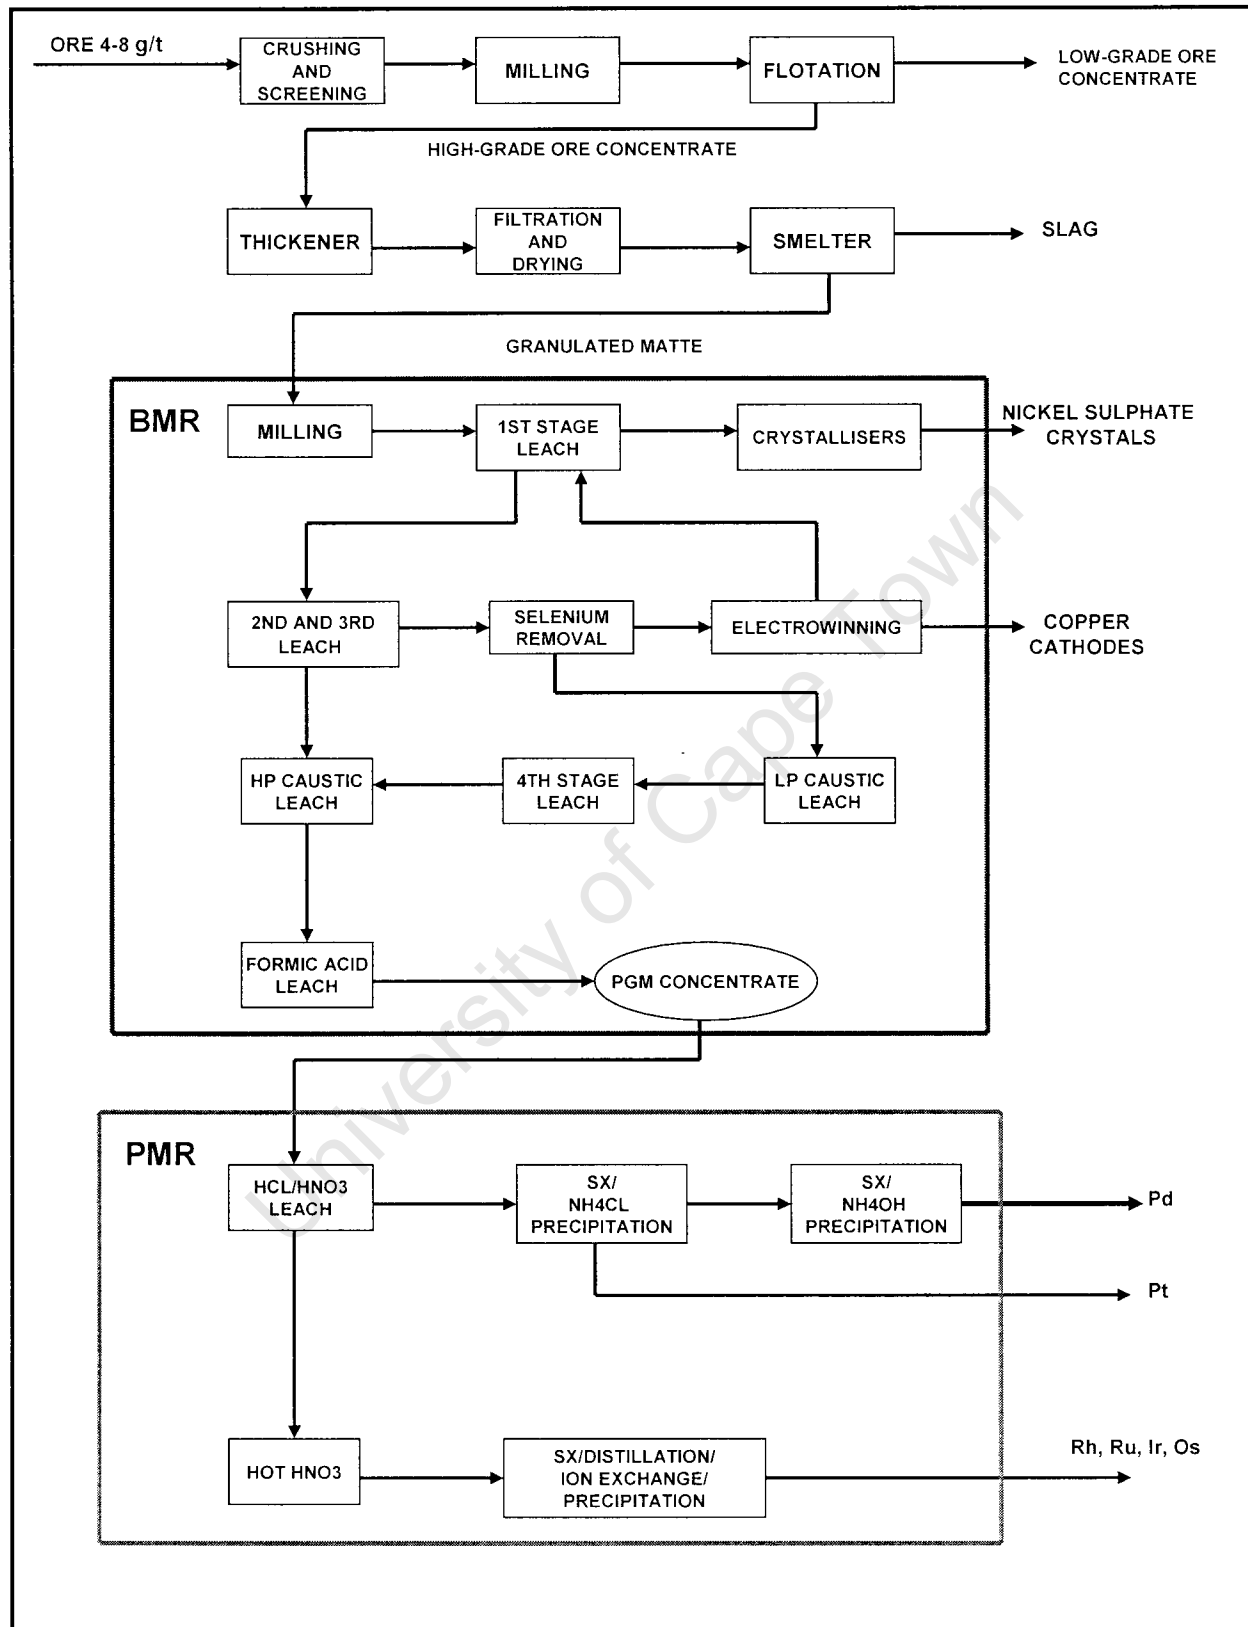 ORE 4-8 g/t
CRUSHING
AND
SCREENING
MILLING
FLOTATION
LOW-GRADE ORE
CONCENTRATE
HIGH-GRADE ORE CONCENTRATE
THICKENER
FILTRATION
AND
DRYING
SMELTER
SLAG
GRANULATED MATTE
BMR
MILLING
1ST STAGE
LEACH
CRYSTALLISERS
NICKEL SULPHATE
CRYSTALS
2ND AND 3RD
LEACH
SELENIUM
REMOVAL
ELECTROWINNING
COPPER
CATHODES
HP CAUSTIC
LEACH
4TH STAGE
LEACH
LP CAUSTIC
LEACH
FORMIC ACID
LEACH
PGM CONCENTRATE
PMR
HCL/HNO3
LEACH
SX/
NH4CL
PRECIPITATION
SX/
NH4OH
PRECIPITATION
Pd
Pt
HOT HNO3
SX/DISTILLATION/
ION EXCHANGE/
PRECIPITATION
Rh, Ru, Ir, Os
University of Cape Town